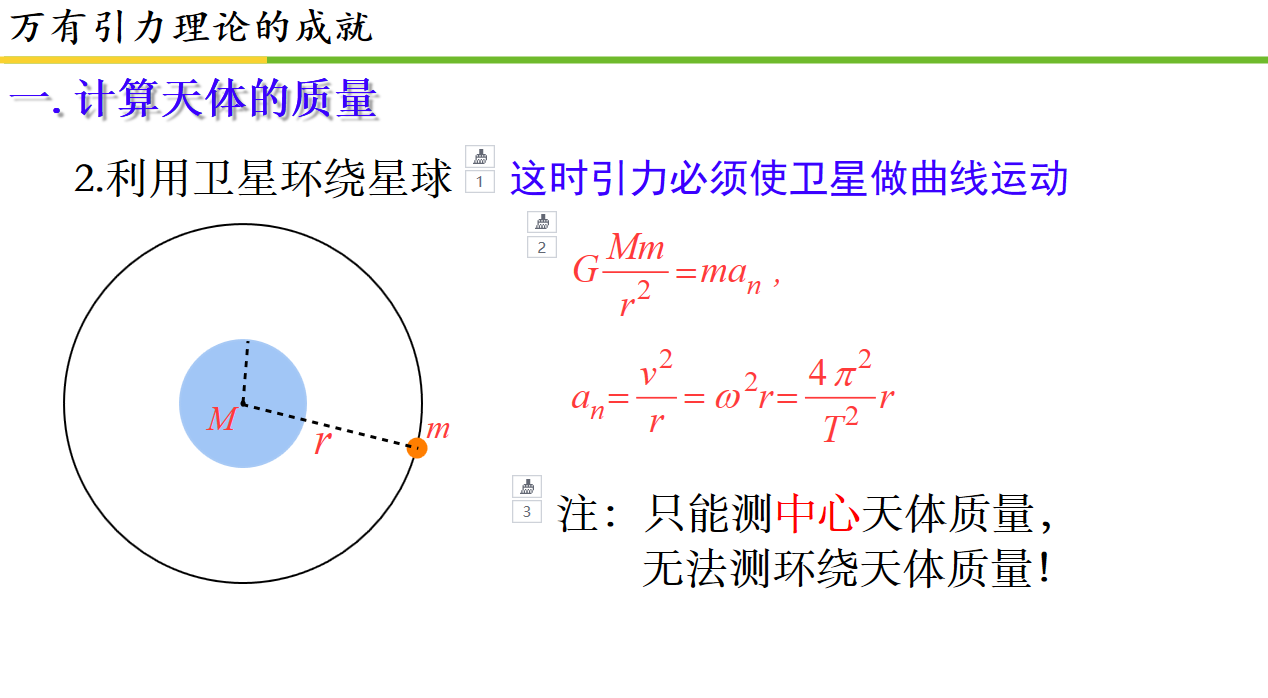 万有引力理论的成就
一.计算天体的质量
2.利用卫星环绕星球
1
这时引力必须使卫星做曲线运动
2
G Mm/r² = maₙ ,
aₙ = v²/r = ω²r = 4π²/T² r
M
r
m
3
注：只能测中心天体质量，
无法测环绕天体质量！